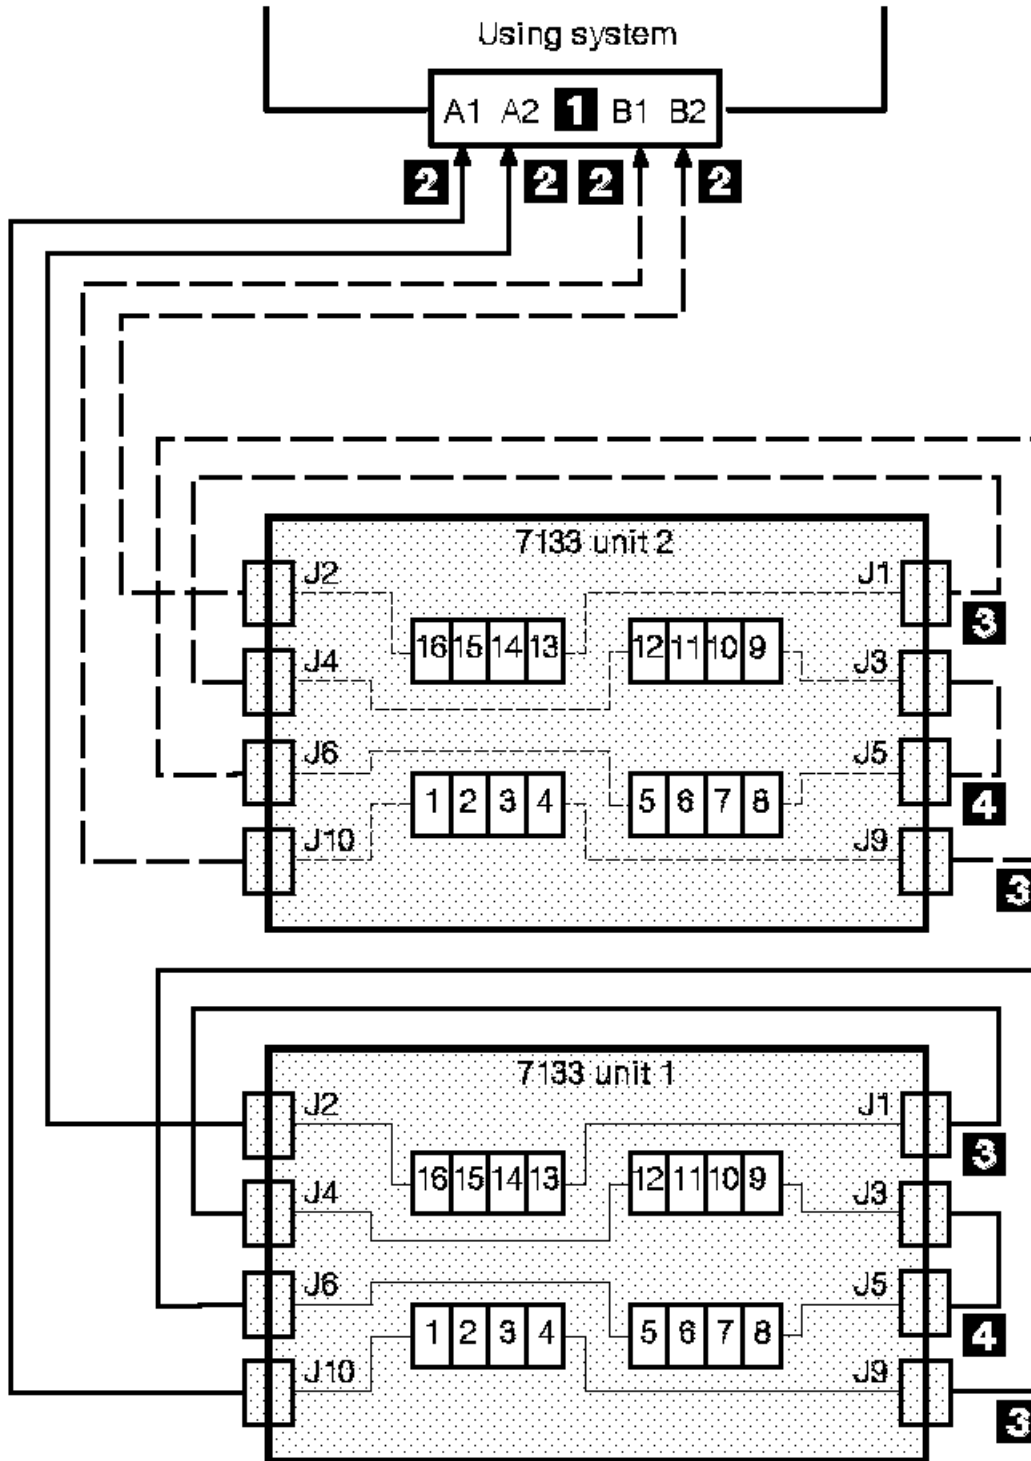 Using system
A1 A2 1 B1 B2
2 2 2 2
7133 unit 2
J2 J1
3
16 15 14 13 12 11 10 9
J4 J3
J6 J5
1 2 3 4 5 6 7 8
4
J10 J9
3
7133 unit 1
J2 J1
3
16 15 14 13 12 11 10 9
J4 J3
J6 J5
1 2 3 4 5 6 7 8
4
J10 J9
3